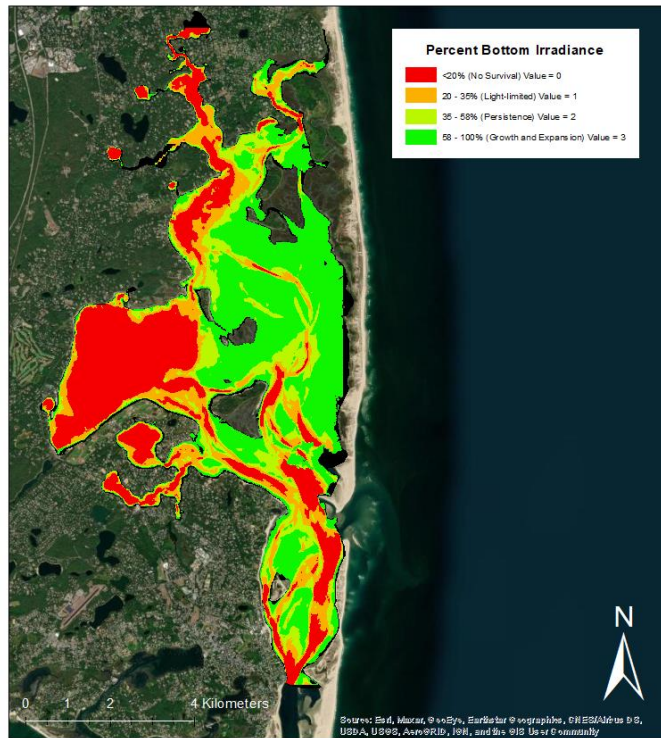 Percent Bottom Irradiance
<20% (No Survival) Value = 0
20 - 35% (Light-limited) Value = 1
36 - 58% (Persistence) Value = 2
58 - 100% (Growth and Expansion) Value = 3
N
0 1 2 4 Kilometers
Source: Esri, Maxar, GeoEye, Earthstar Geographics, CNES/Airbus DS,
USDA, USGS, AeroGRID, IGN, and the GIS User Community